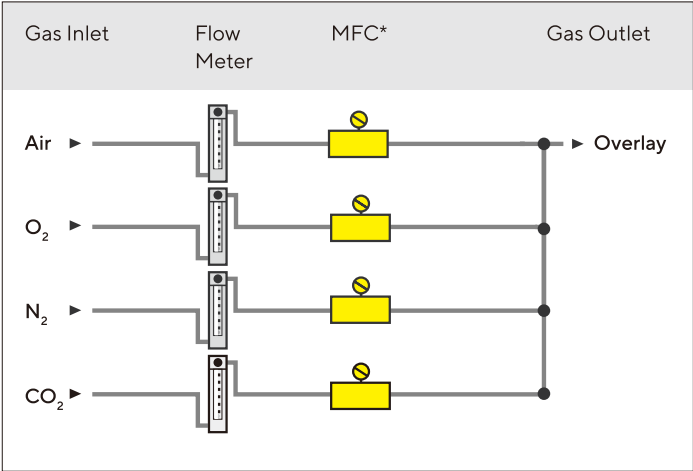 Gas Inlet
Flow
Meter
MFC*
Gas Outlet
Air
Overlay
O₂
N₂
CO₂